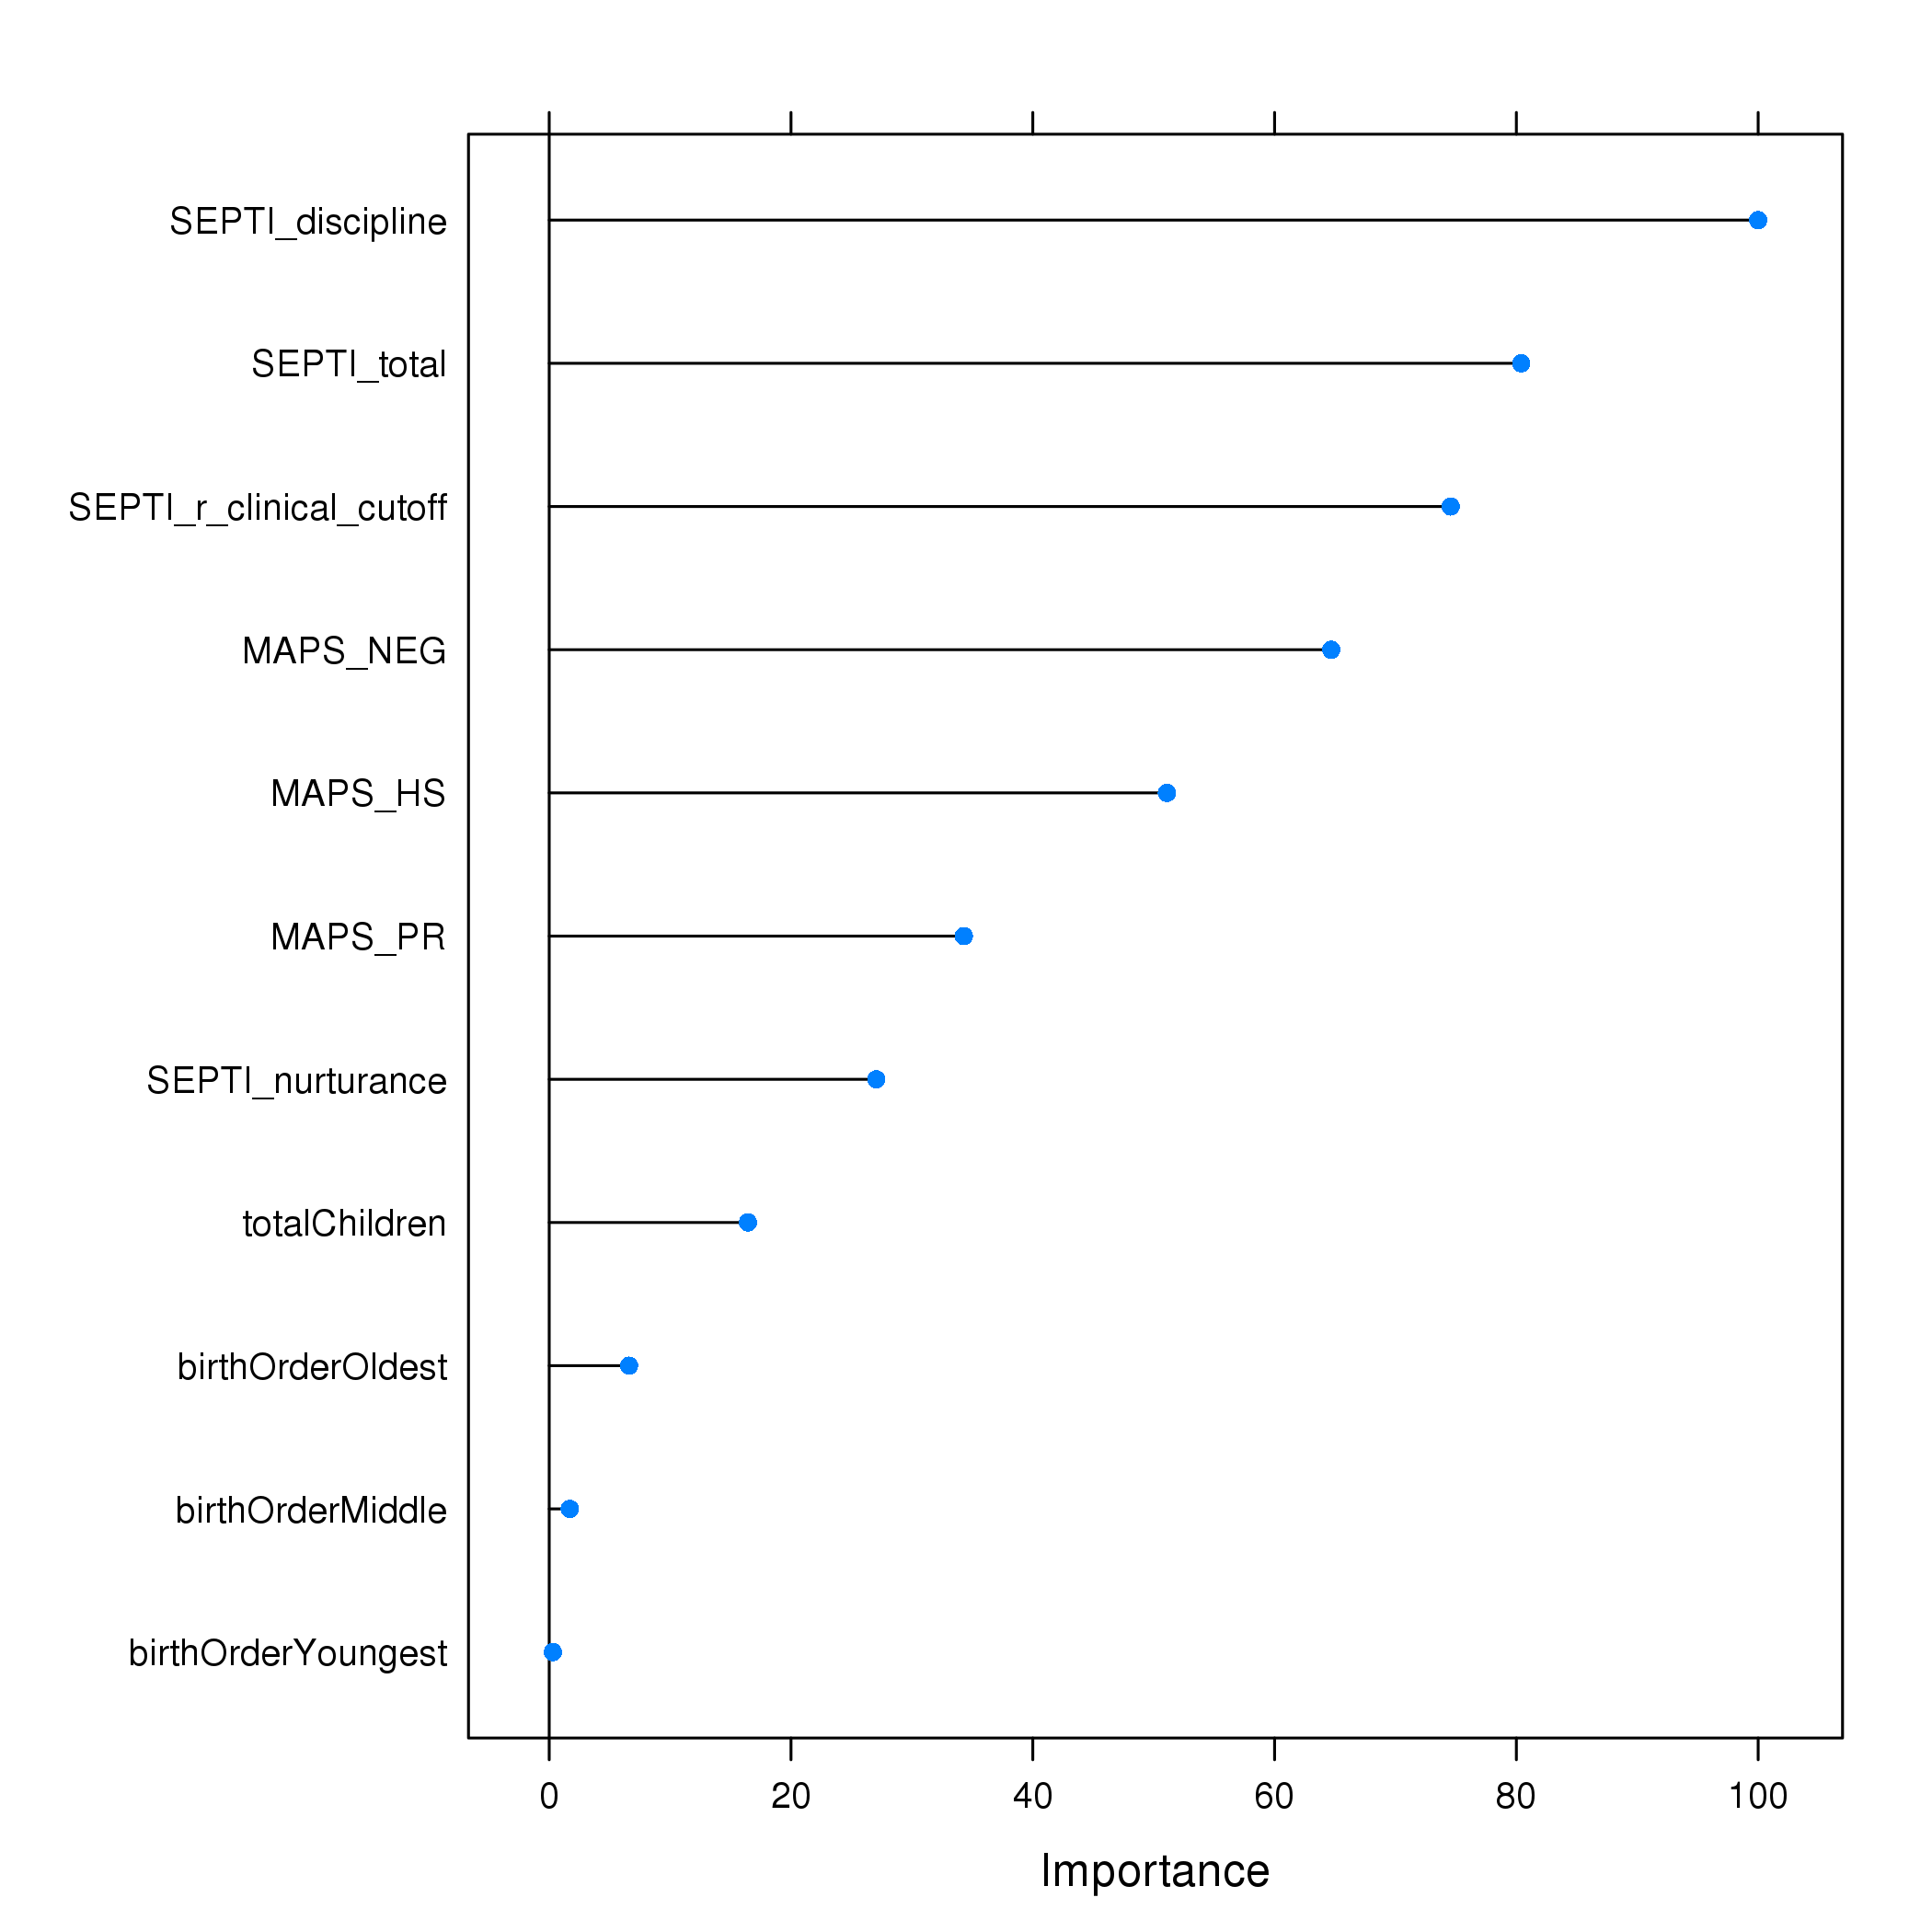 SEPTI_discipline
SEPTI_total
SEPTI_r_clinical_cutoff
MAPS_NEG
MAPS_HS
MAPS_PR
SEPTI_nurturance
totalChildren
birthOrderOldest
birthOrderMiddle
birthOrderYoungest
0 20 40 60 80 100
Importance